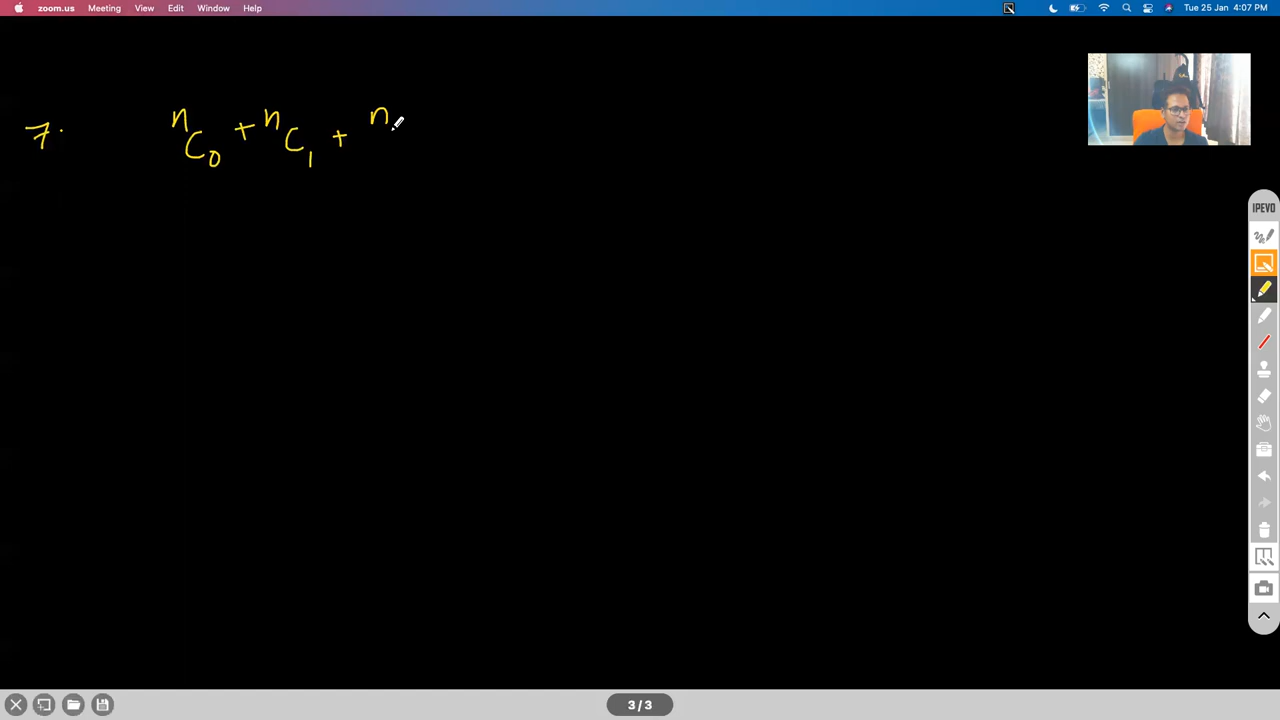 zoom.us Meeting View Edit Window Help Tue 25 Jan 4:07 PM
7. ⁿC₀ + ⁿC₁ + ⁿ
IPEVO
3 / 3